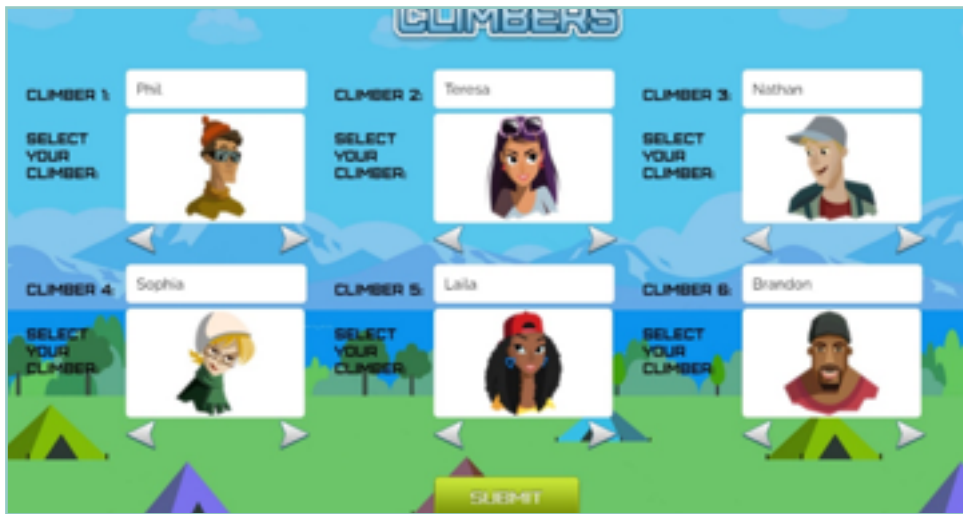 CLIMBERS
CLIMBER 1: Phil
SELECT
YOUR
CLIMBER:
CLIMBER 2: Teresa
SELECT
YOUR
CLIMBER:
CLIMBER 3: Nathan
SELECT
YOUR
CLIMBER:
CLIMBER 4: Sophia
SELECT
YOUR
CLIMBER:
CLIMBER 5: Laila
SELECT
YOUR
CLIMBER:
CLIMBER 6: Brandon
SELECT
YOUR
CLIMBER:
SUBMIT